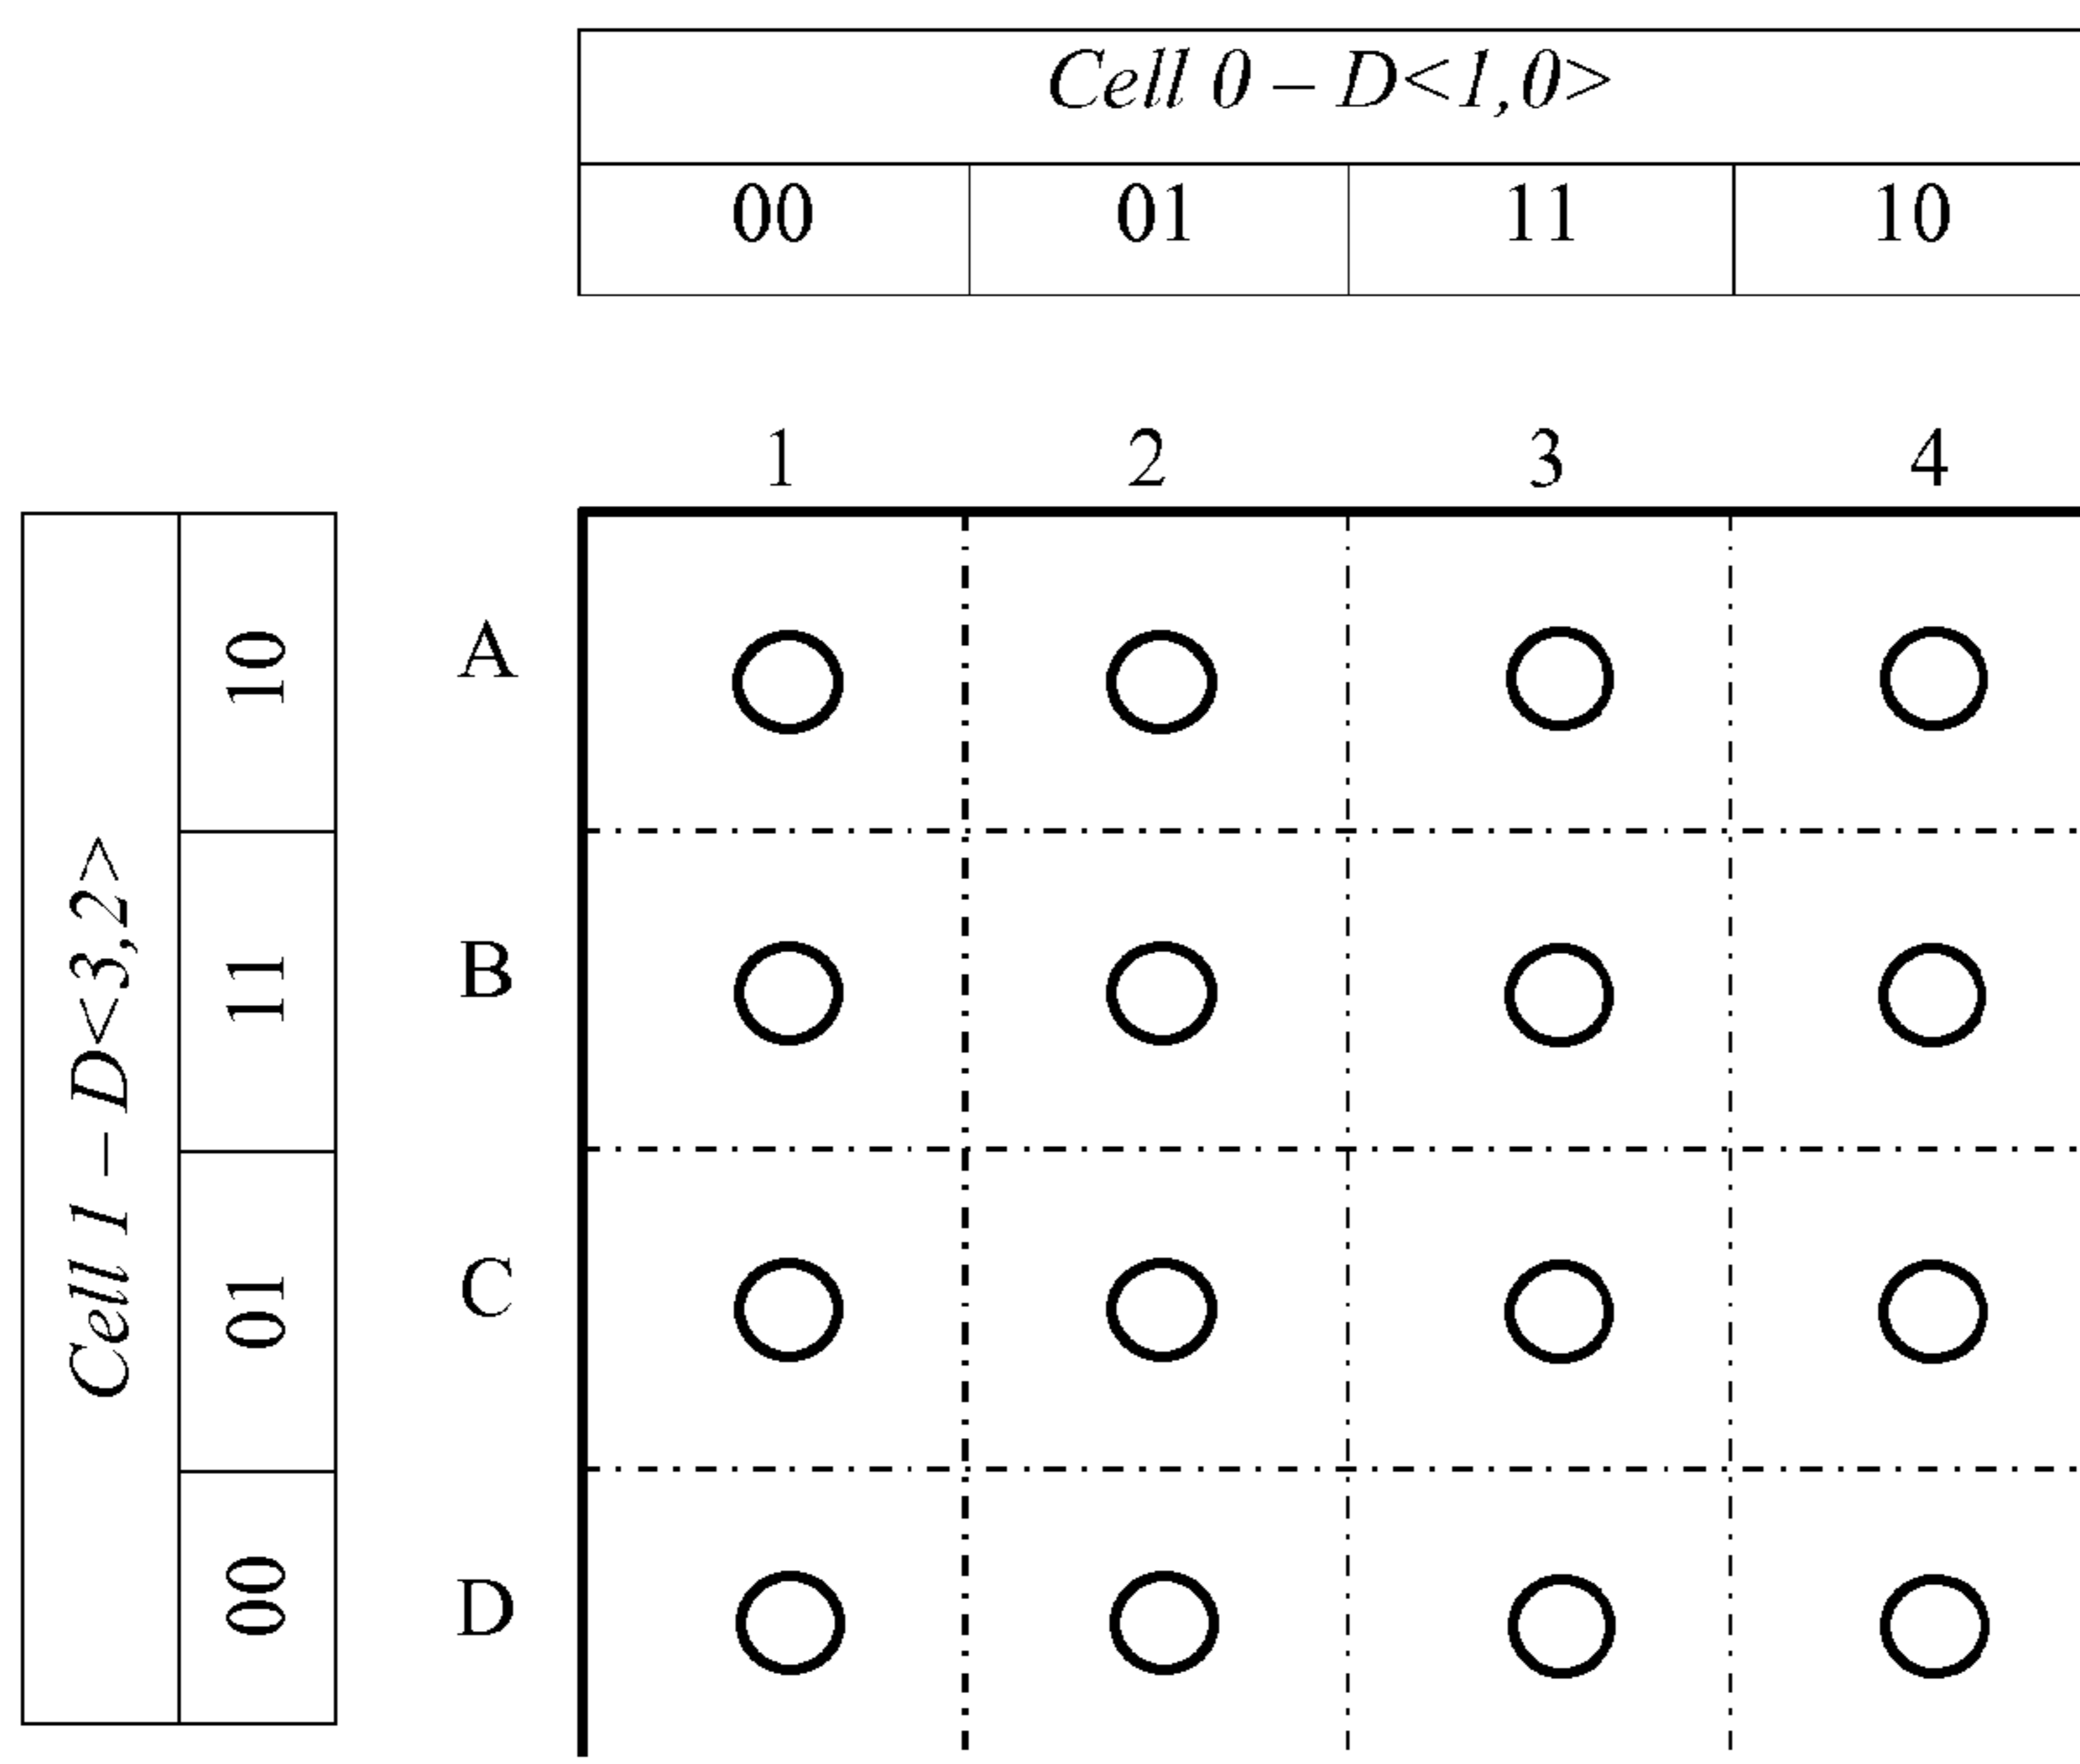 Cell 0 – D<1,0>
00 01 11 10
1 2 3 4
Cell 1 – D<3,2>
10 A
11 B
01 C
00 D